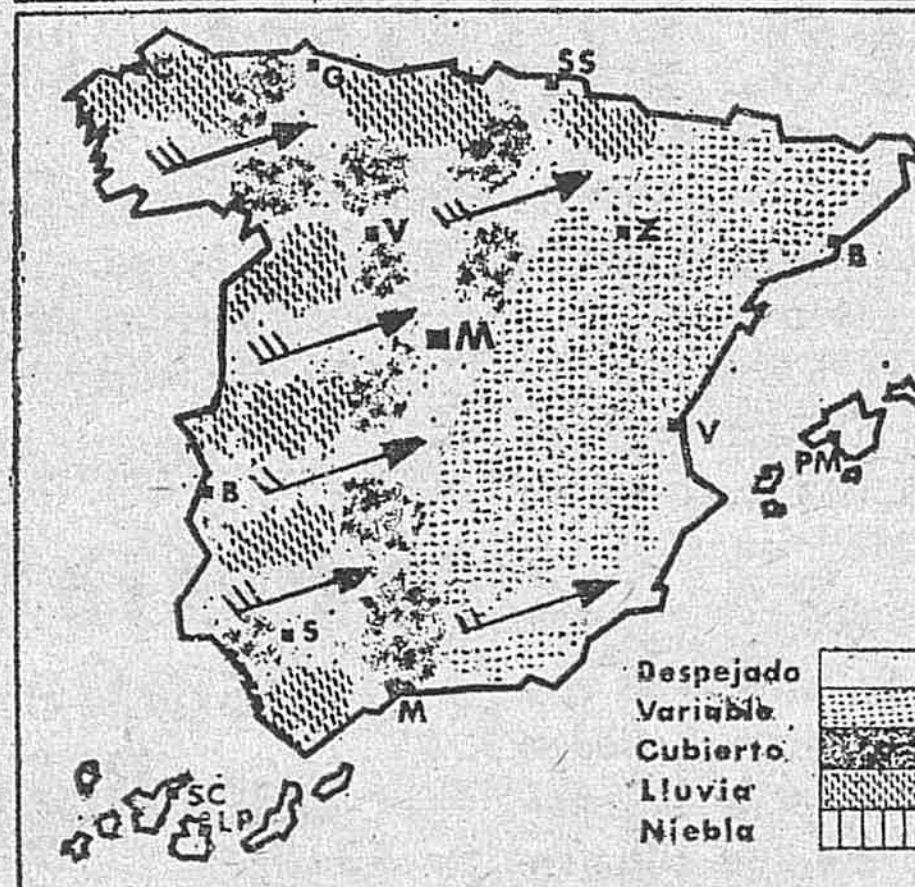 C
G
SS
V
Z
B
M
V
PM
B
S
M
SC
LP
Despejado
Variable
Cubierto
Lluvia
Niebla